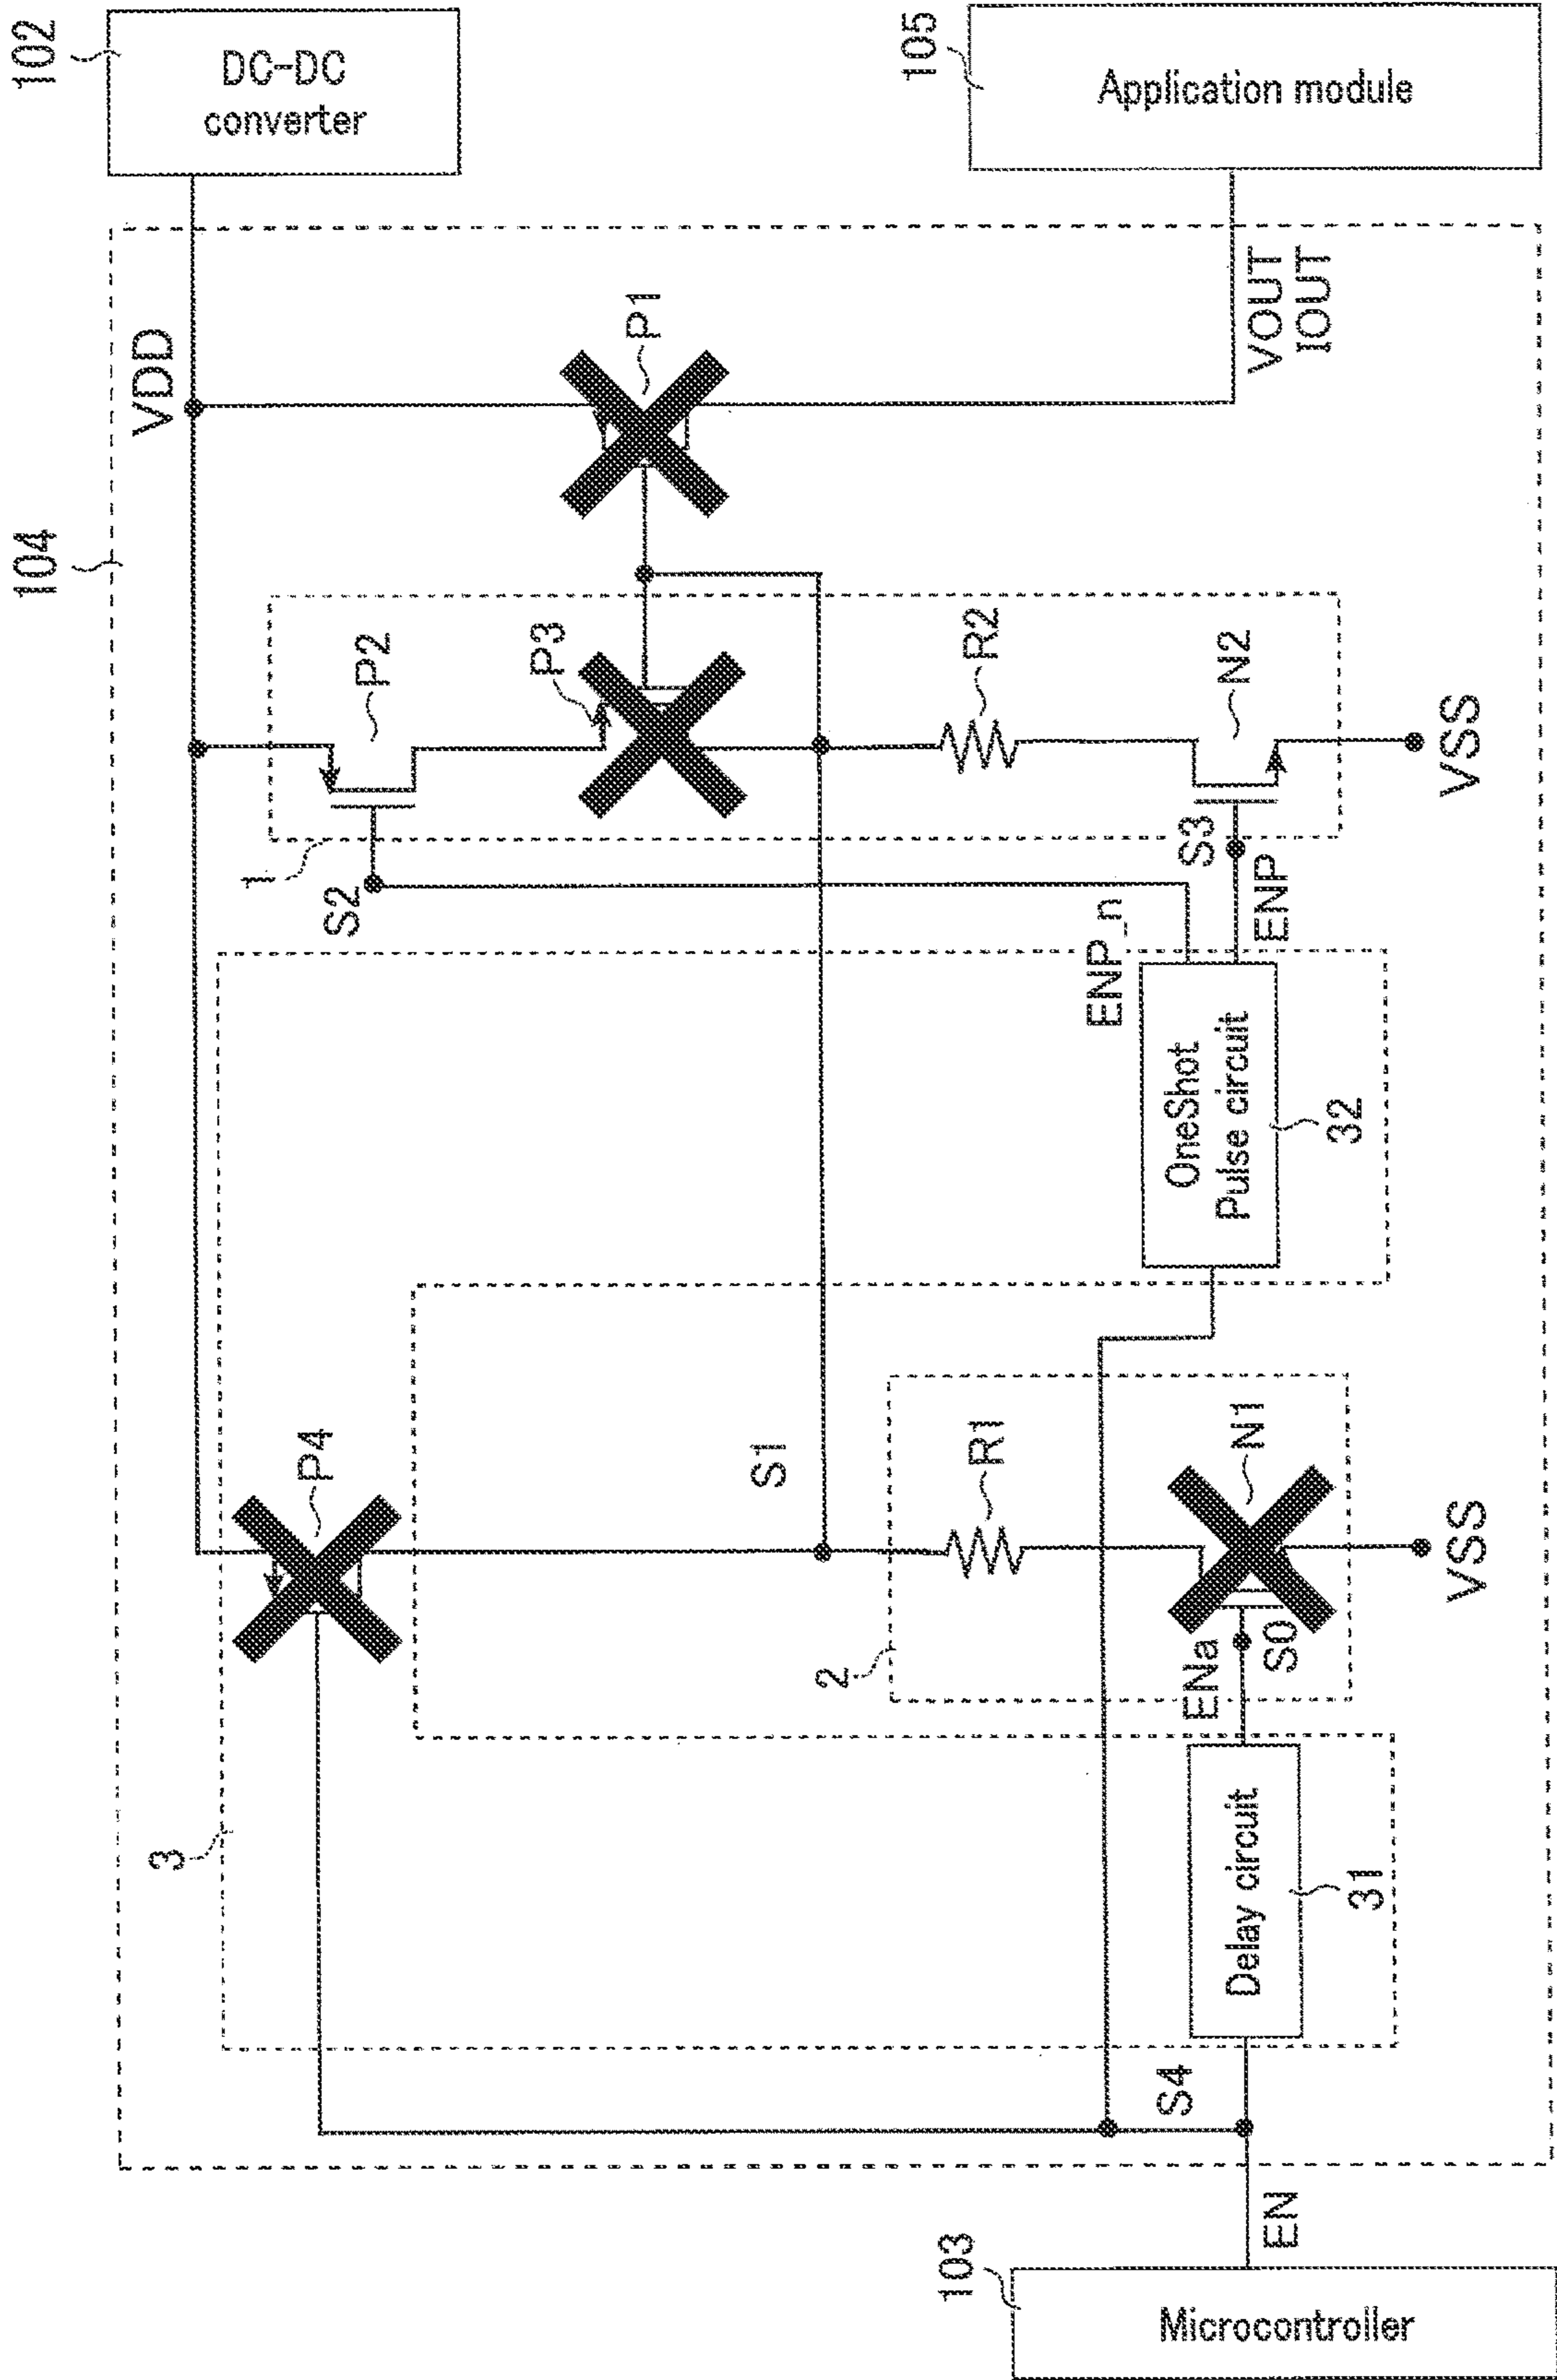 102
DC-DC
converter
105
Application module
104
VDD
P1
VOUT
IOUT
P2
P3
R2
N2
1
S2
S3
VSS
ENP_n
ENP
OneShot
Pulse circuit
32
P4
S1
R1
N1
2
ENa
S0
VSS
3
Delay circuit
31
S4
EN
103
Microcontroller